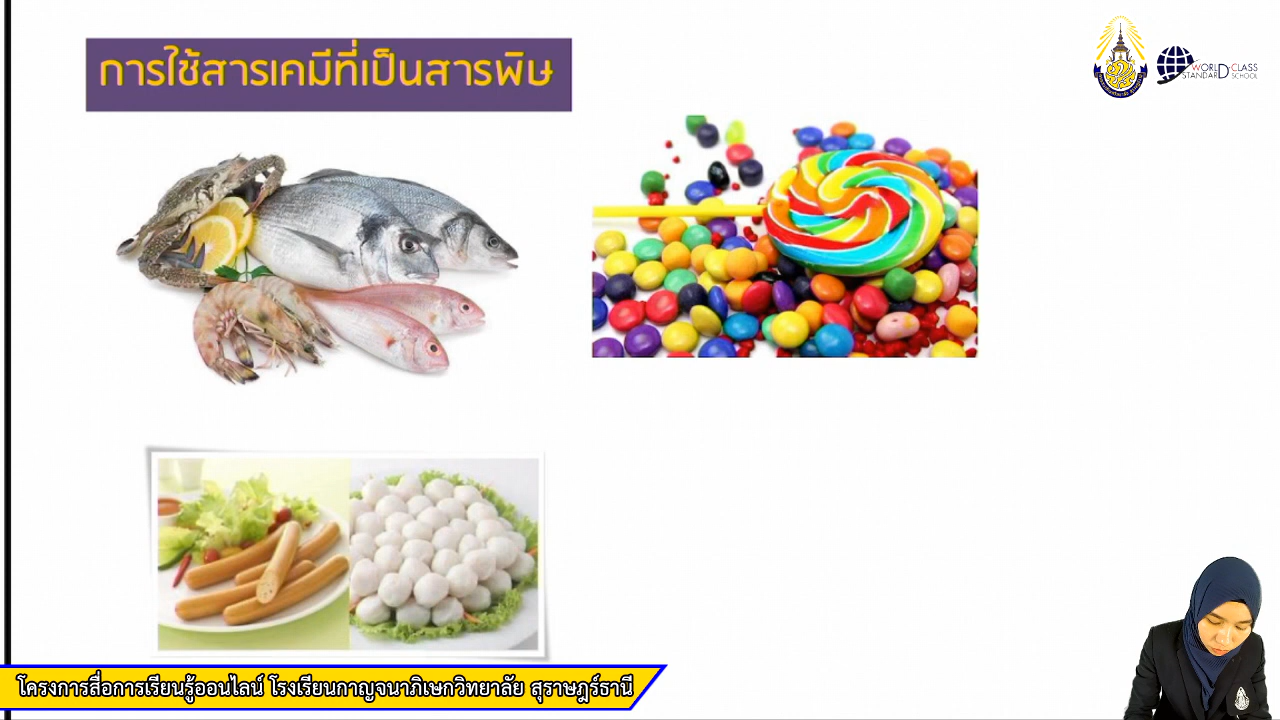 การใช้สารเคมีที่เป็นสารพิษ
WORLD CLASS
STANDARD SCHOOL
โครงการสื่อการเรียนรู้ออนไลน์ โรงเรียนกาญจนาภิเษกวิทยาลัย สุราษฎร์ธานี